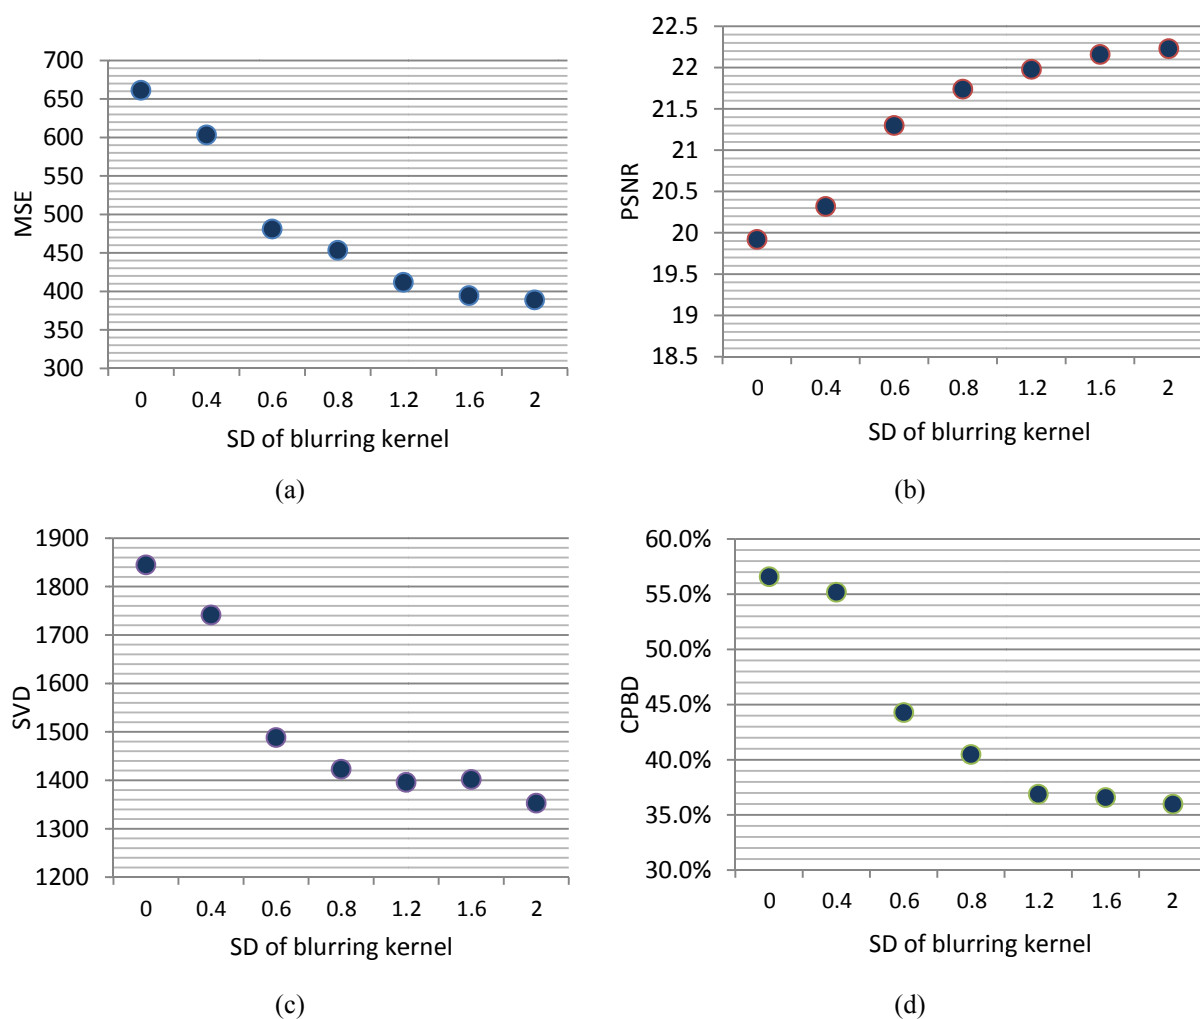 700
650
600
550
500
450
400
350
300
MSE
0 0.4 0.6 0.8 1.2 1.6 2
SD of blurring kernel
(a)
22.5
22
21.5
21
20.5
20
19.5
19
18.5
PSNR
0 0.4 0.6 0.8 1.2 1.6 2
SD of blurring kernel
(b)
1900
1800
1700
1600
1500
1400
1300
1200
SVD
0 0.4 0.6 0.8 1.2 1.6 2
SD of blurring kernel
(c)
60.0%
55.0%
50.0%
45.0%
40.0%
35.0%
30.0%
CPBD
0 0.4 0.6 0.8 1.2 1.6 2
SD of blurring kernel
(d)